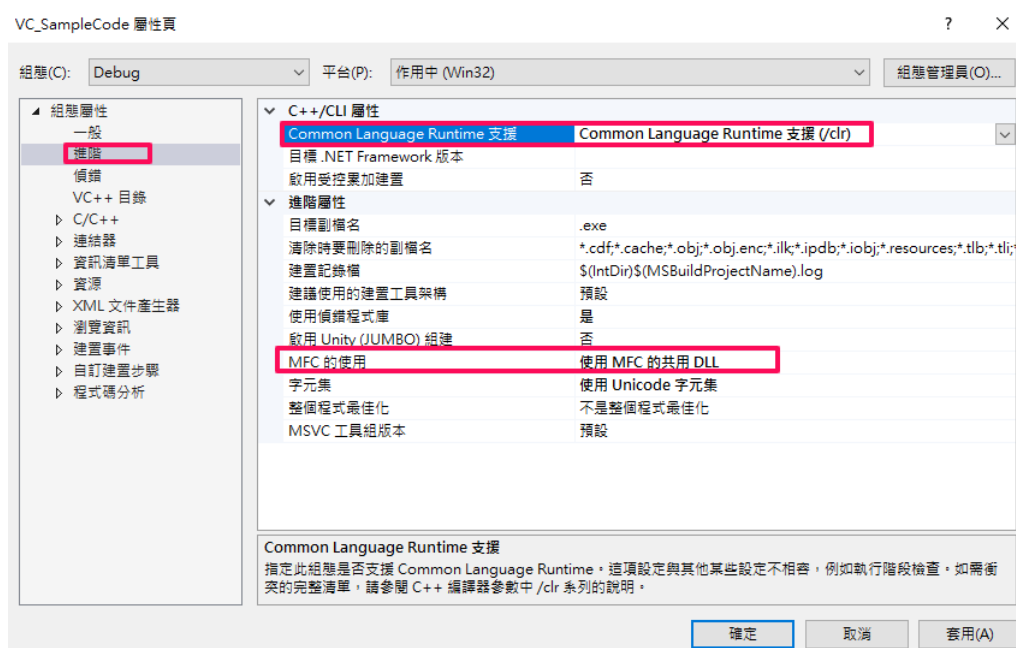 VC_SampleCode 屬性頁
? ×
組態(C): Debug 平台(P): 作用中 (Win32) 組態管理員(O)...
組態屬性
一般
進階
偵錯
VC++ 目錄
C/C++
連結器
資訊清單工具
資源
XML 文件產生器
瀏覽資訊
建置事件
自訂建置步驟
程式碼分析
C++/CLI 屬性
Common Language Runtime 支援 Common Language Runtime 支援 (/clr)
目標 .NET Framework 版本
啟用受控累加建置 否
進階屬性
目標副檔名 .exe
清除時要刪除的副檔名 *.cdf;*.cache;*.obj;*.obj.enc;*.ilk;*.ipdb;*.iobj;*.resources;*.tlb;*.tli;*
建置記錄檔 $(IntDir)$(MSBuildProjectName).log
建議使用的建置工具架構 預設
使用偵錯程式庫 是
啟用 Unity (JUMBO) 組建 否
MFC 的使用 使用 MFC 的共用 DLL
字元集 使用 Unicode 字元集
整個程式最佳化 不是整個程式最佳化
MSVC 工具組版本 預設
Common Language Runtime 支援
指定此組態是否支援 Common Language Runtime。這項設定與其他某些設定不相容，例如執行階段檢查。如需衝
突的完整清單，請參閱 C++ 編譯器參數中 /clr 系列的說明。
確定 取消 套用(A)